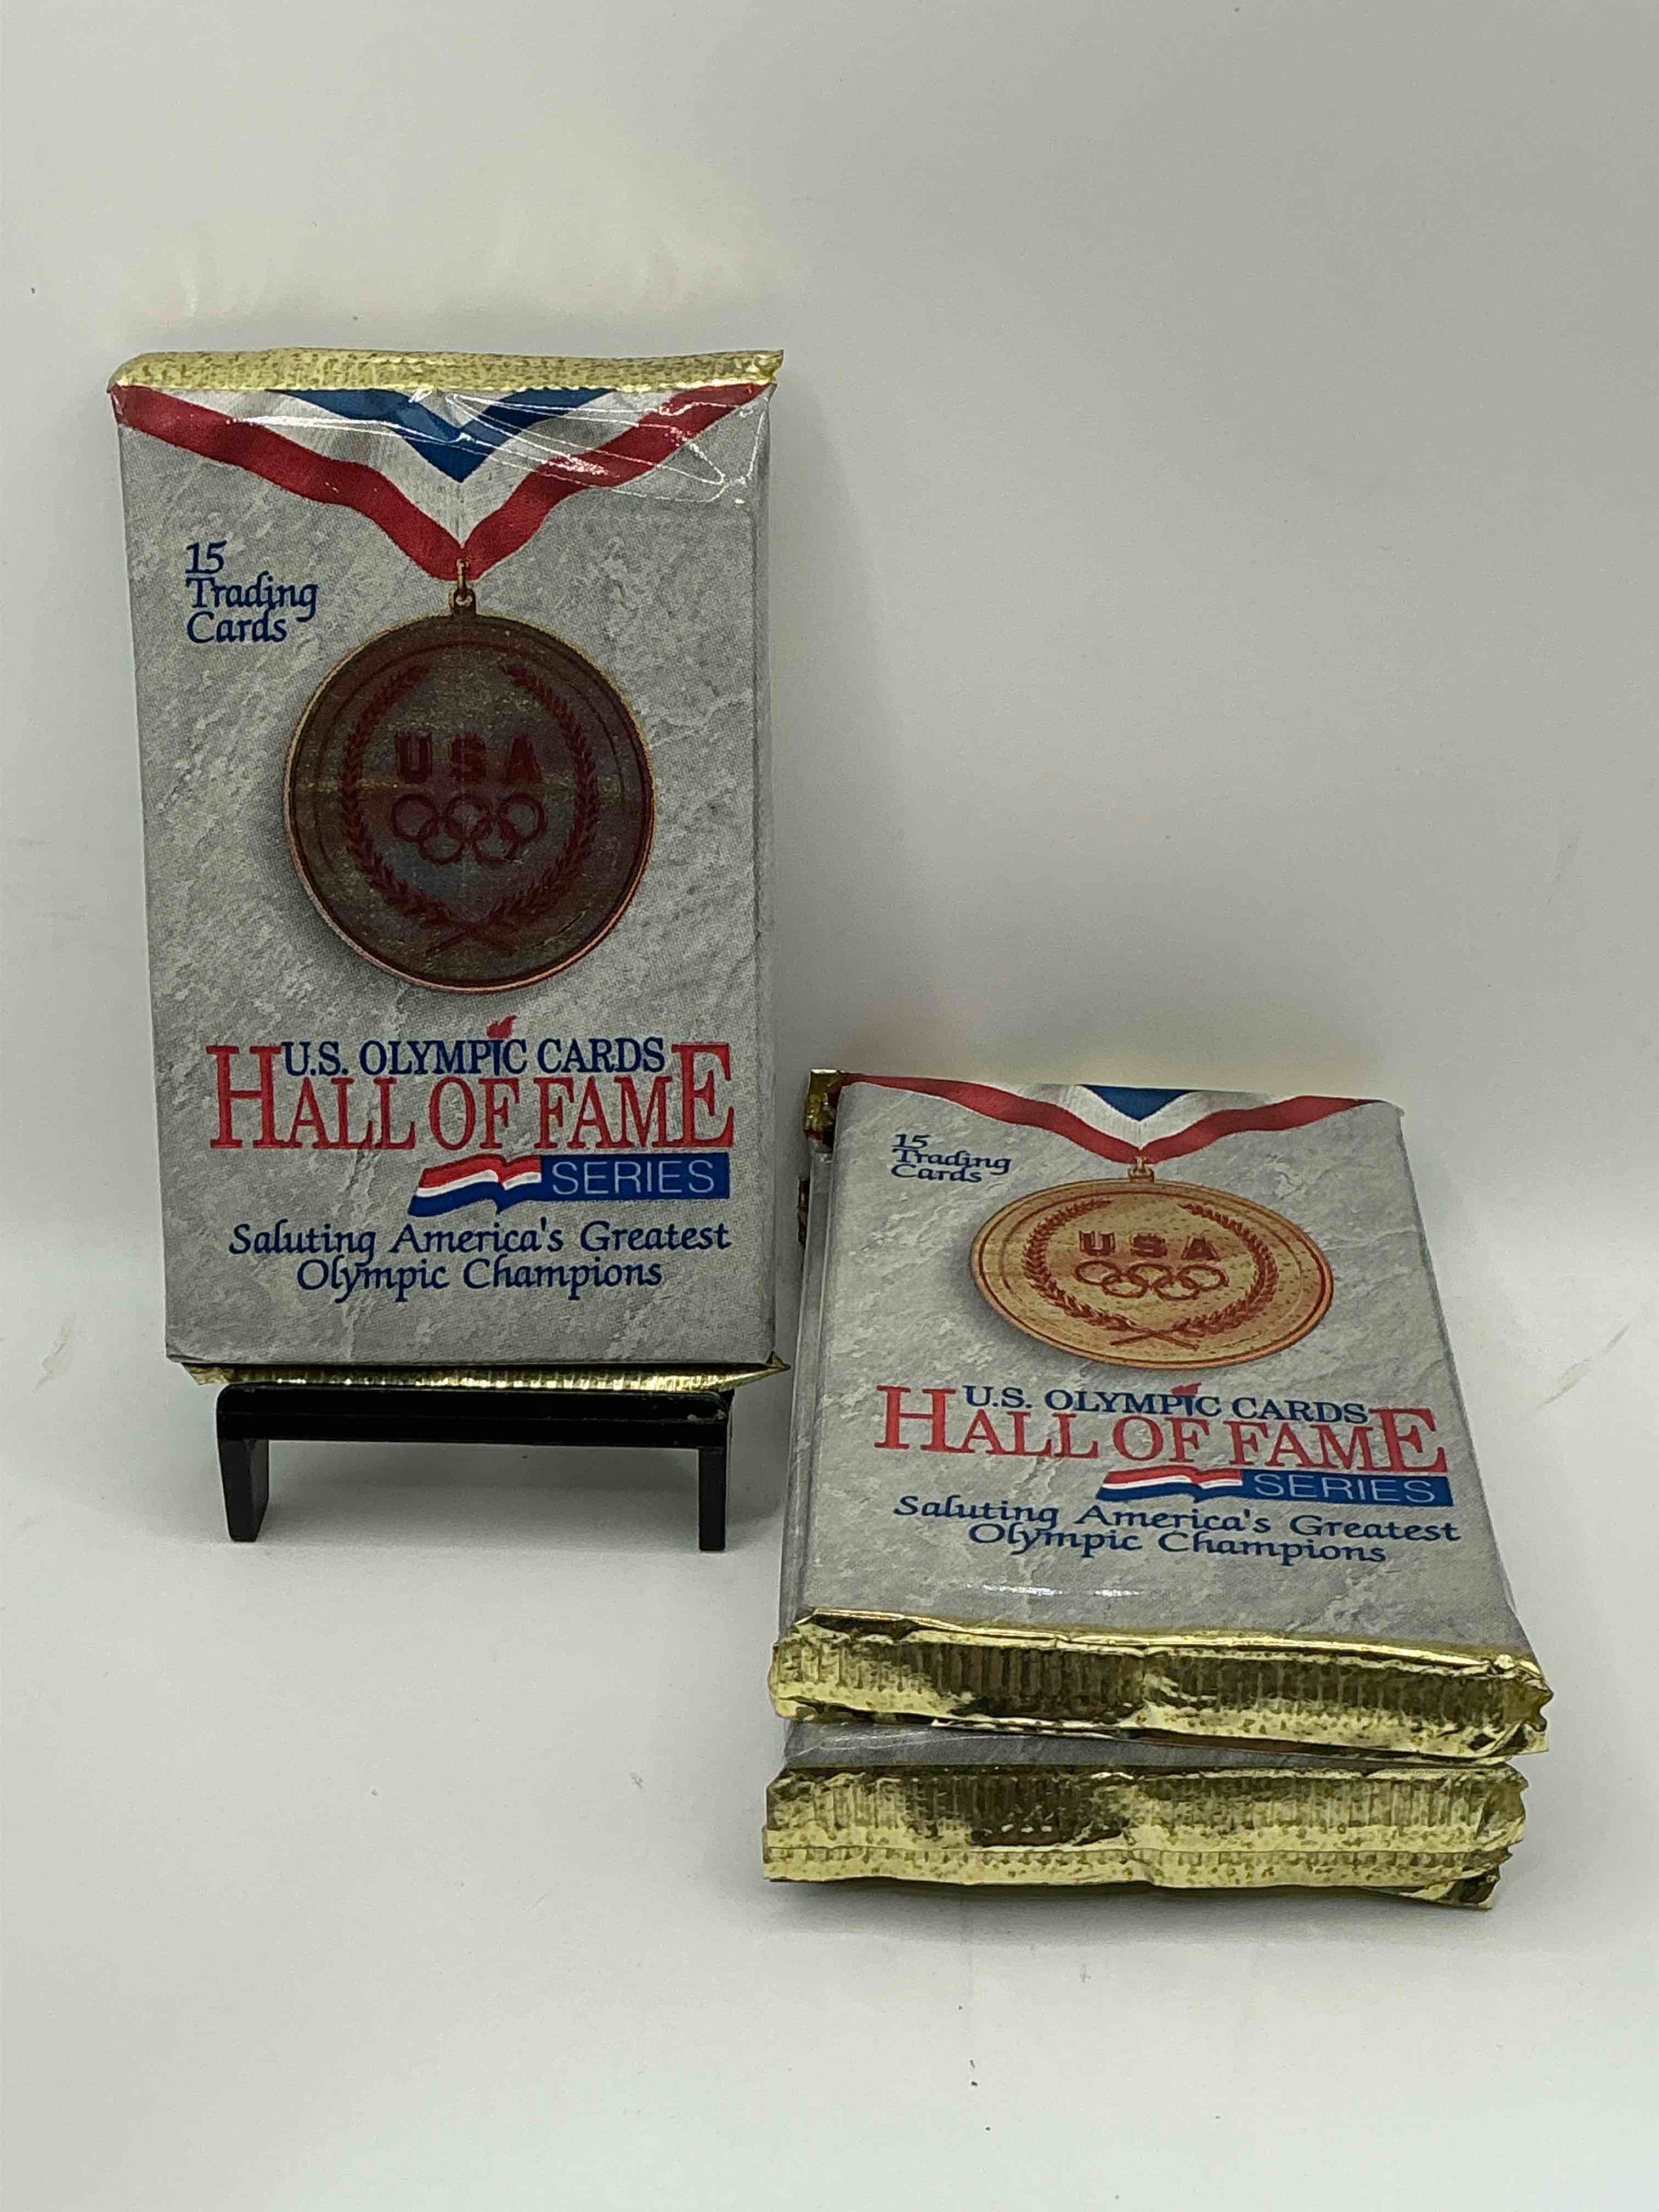 15
Trading
Cards
USA
U.S. OLYMPIC CARDS
HALL OF FAME
SERIES
Saluting America's Greatest
Olympic Champions
15
Trading
Cards
USA
U.S. OLYMPIC CARDS
HALL OF FAME
SERIES
Saluting America's Greatest
Olympic Champions